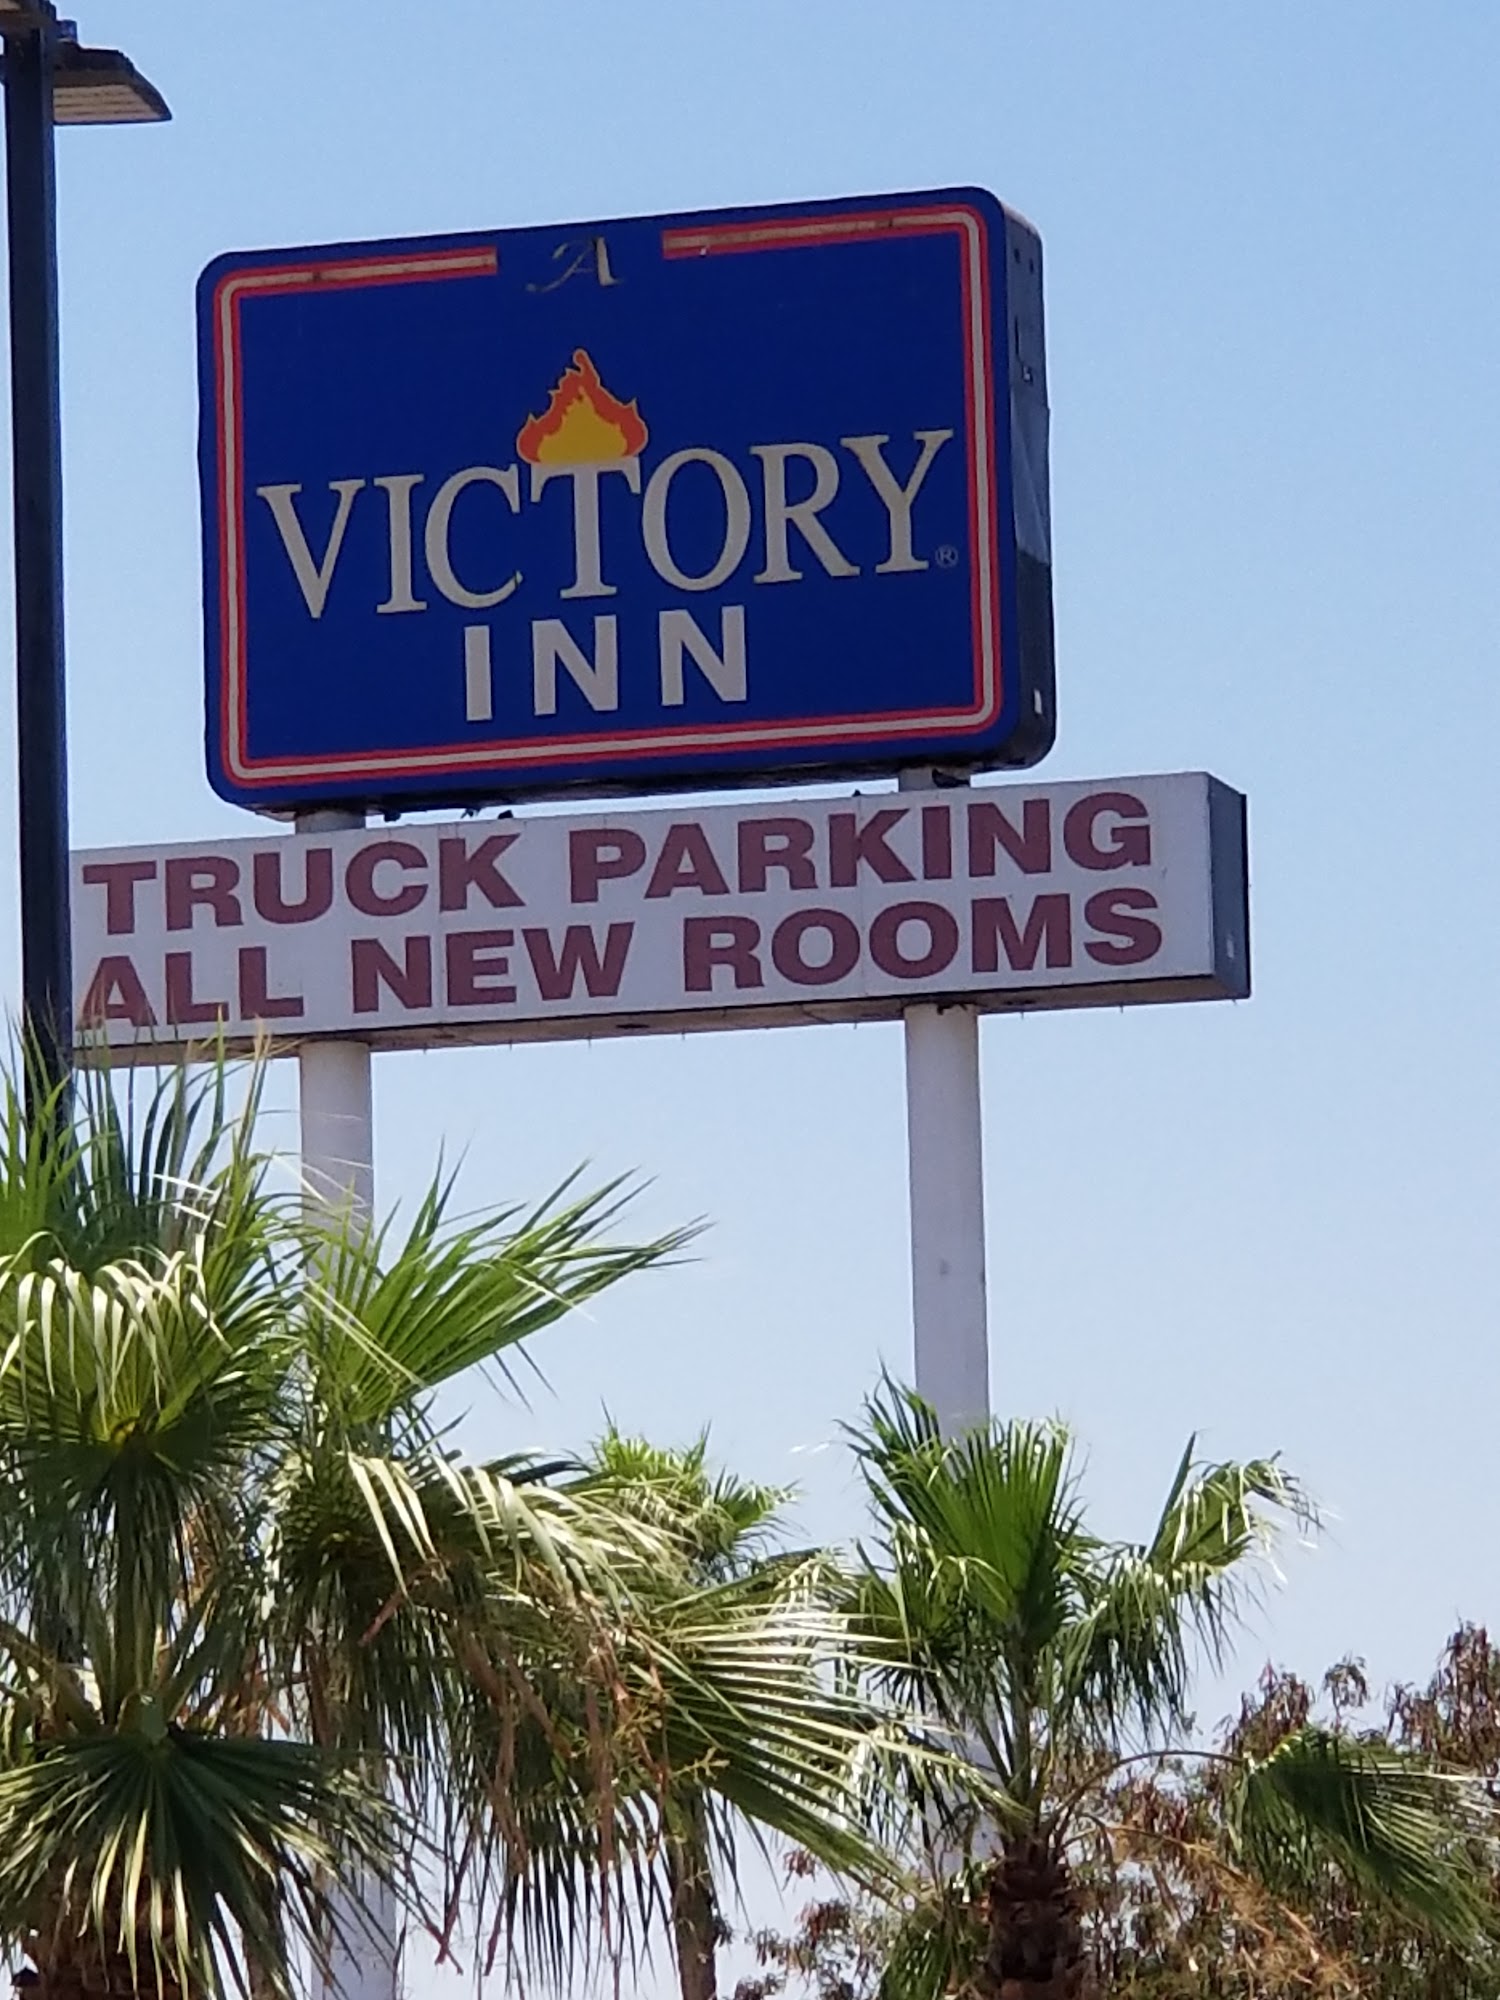 A
VICTORY®
INN
TRUCK PARKING
ALL NEW ROOMS